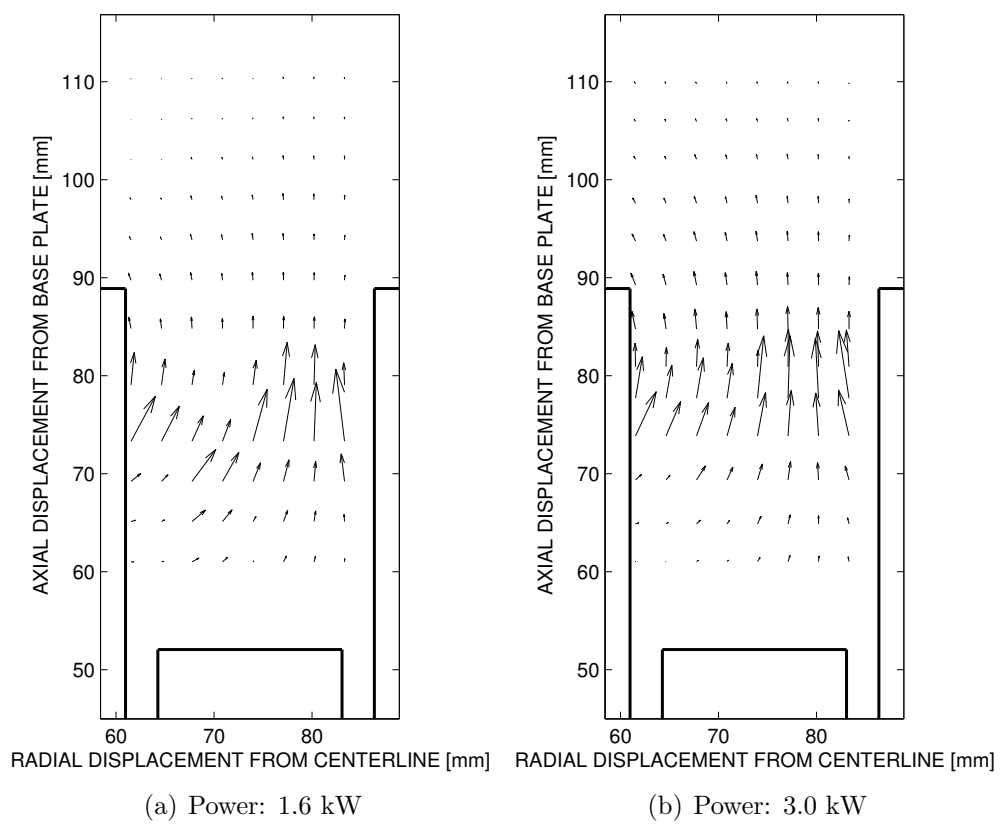 110
100
90
80
70
60
50
AXIAL DISPLACEMENT FROM BASE PLATE [mm]
60 70 80
RADIAL DISPLACEMENT FROM CENTERLINE [mm]
(a) Power: 1.6 kW
110
100
90
80
70
60
50
AXIAL DISPLACEMENT FROM BASE PLATE [mm]
60 70 80
RADIAL DISPLACEMENT FROM CENTERLINE [mm]
(b) Power: 3.0 kW